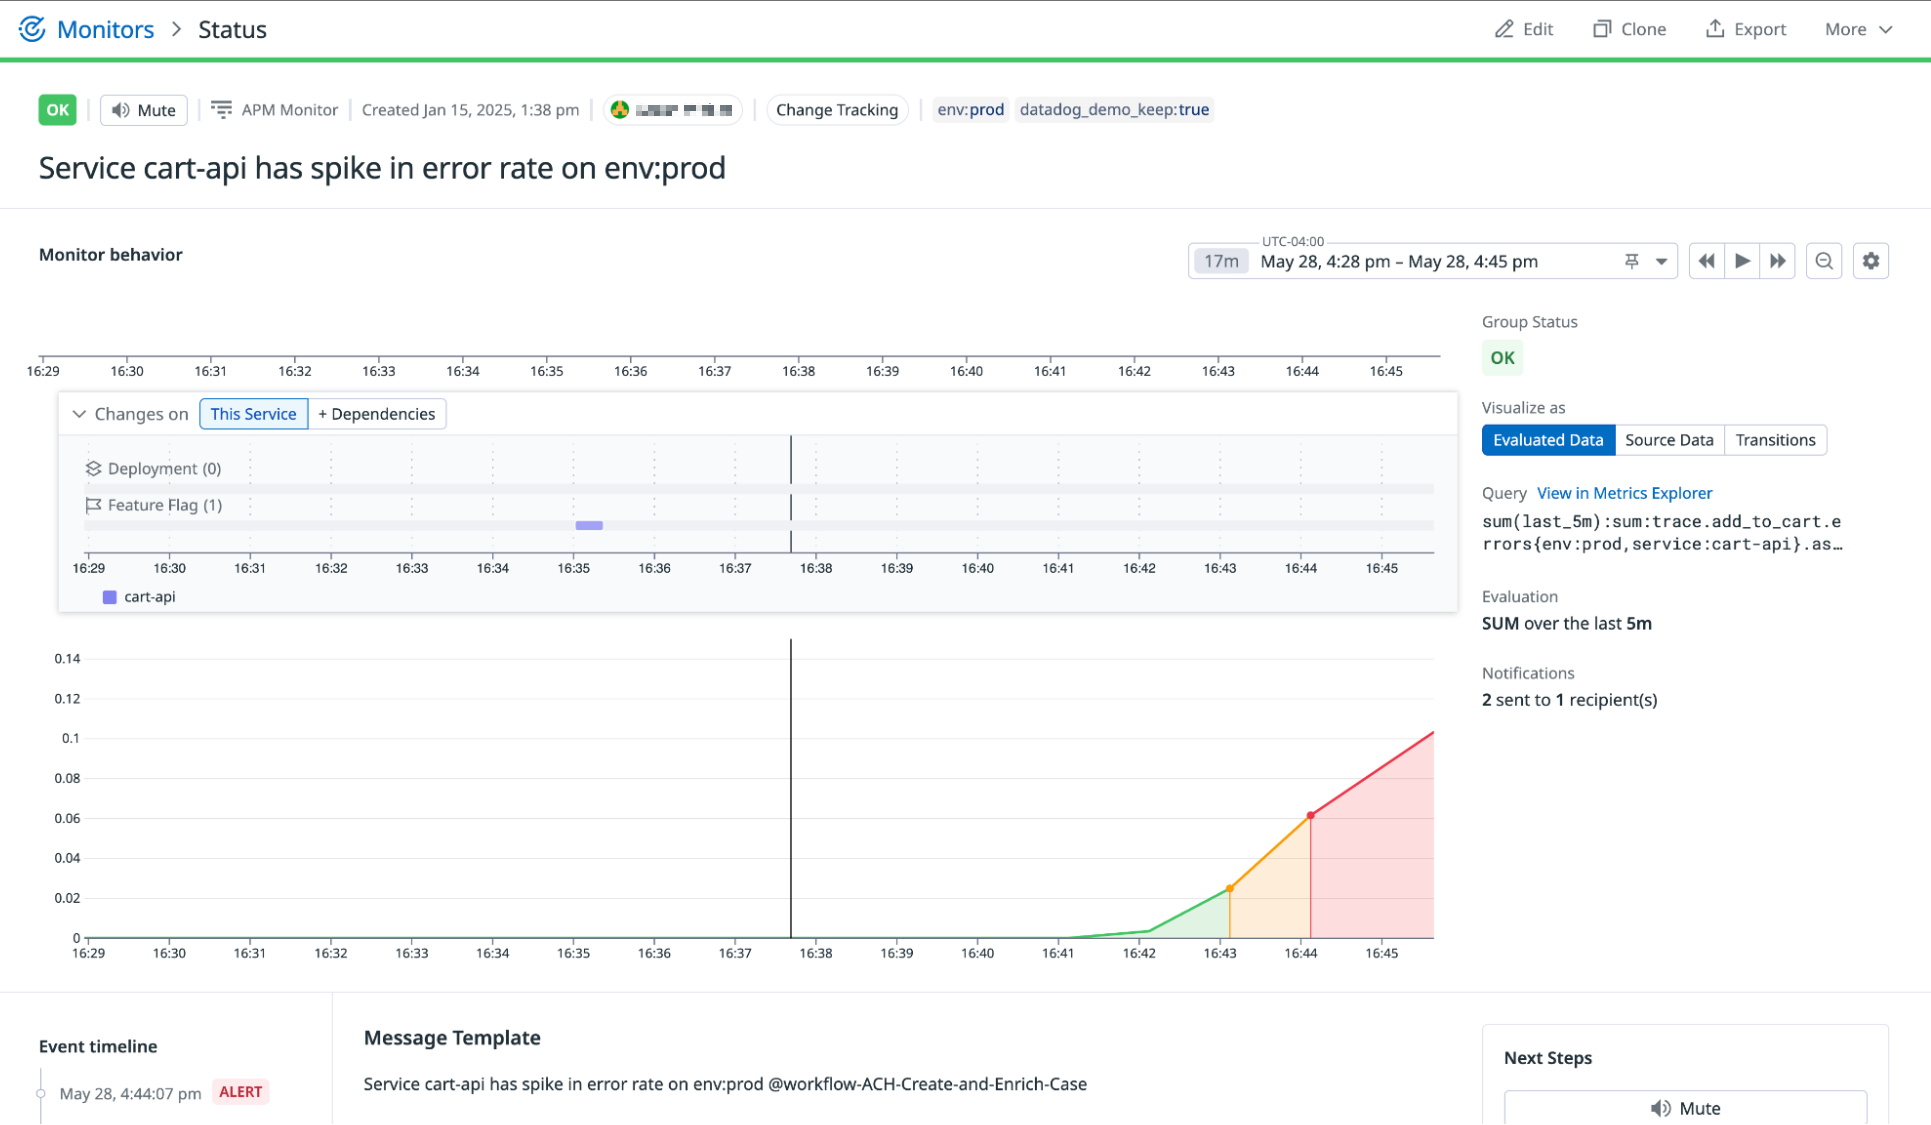 Monitors > Status
Edit Clone Export More
OK Mute APM Monitor Created Jan 15, 2025, 1:38 pm Change Tracking env:prod datadog_demo_keep:true
Service cart-api has spike in error rate on env:prod
Monitor behavior
UTC-04:00
17m May 28, 4:28 pm – May 28, 4:45 pm
16:29 16:30 16:31 16:32 16:33 16:34 16:35 16:36 16:37 16:38 16:39 16:40 16:41 16:42 16:43 16:44 16:45
Changes on This Service + Dependencies
Deployment (0)
Feature Flag (1)
16:29 16:30 16:31 16:32 16:33 16:34 16:35 16:36 16:37 16:38 16:39 16:40 16:41 16:42 16:43 16:44 16:45
cart-api
0.14
0.12
0.1
0.08
0.06
0.04
0.02
0
16:29 16:30 16:31 16:32 16:33 16:34 16:35 16:36 16:37 16:38 16:39 16:40 16:41 16:42 16:43 16:44 16:45
Group Status
OK
Visualize as
Evaluated Data Source Data Transitions
Query View in Metrics Explorer
sum(last_5m):sum:trace.add_to_cart.e
rrors{env:prod,service:cart-api}.as…
Evaluation
SUM over the last 5m
Notifications
2 sent to 1 recipient(s)
Event timeline
May 28, 4:44:07 pm ALERT
Message Template
Service cart-api has spike in error rate on env:prod @workflow-ACH-Create-and-Enrich-Case
Next Steps
Mute